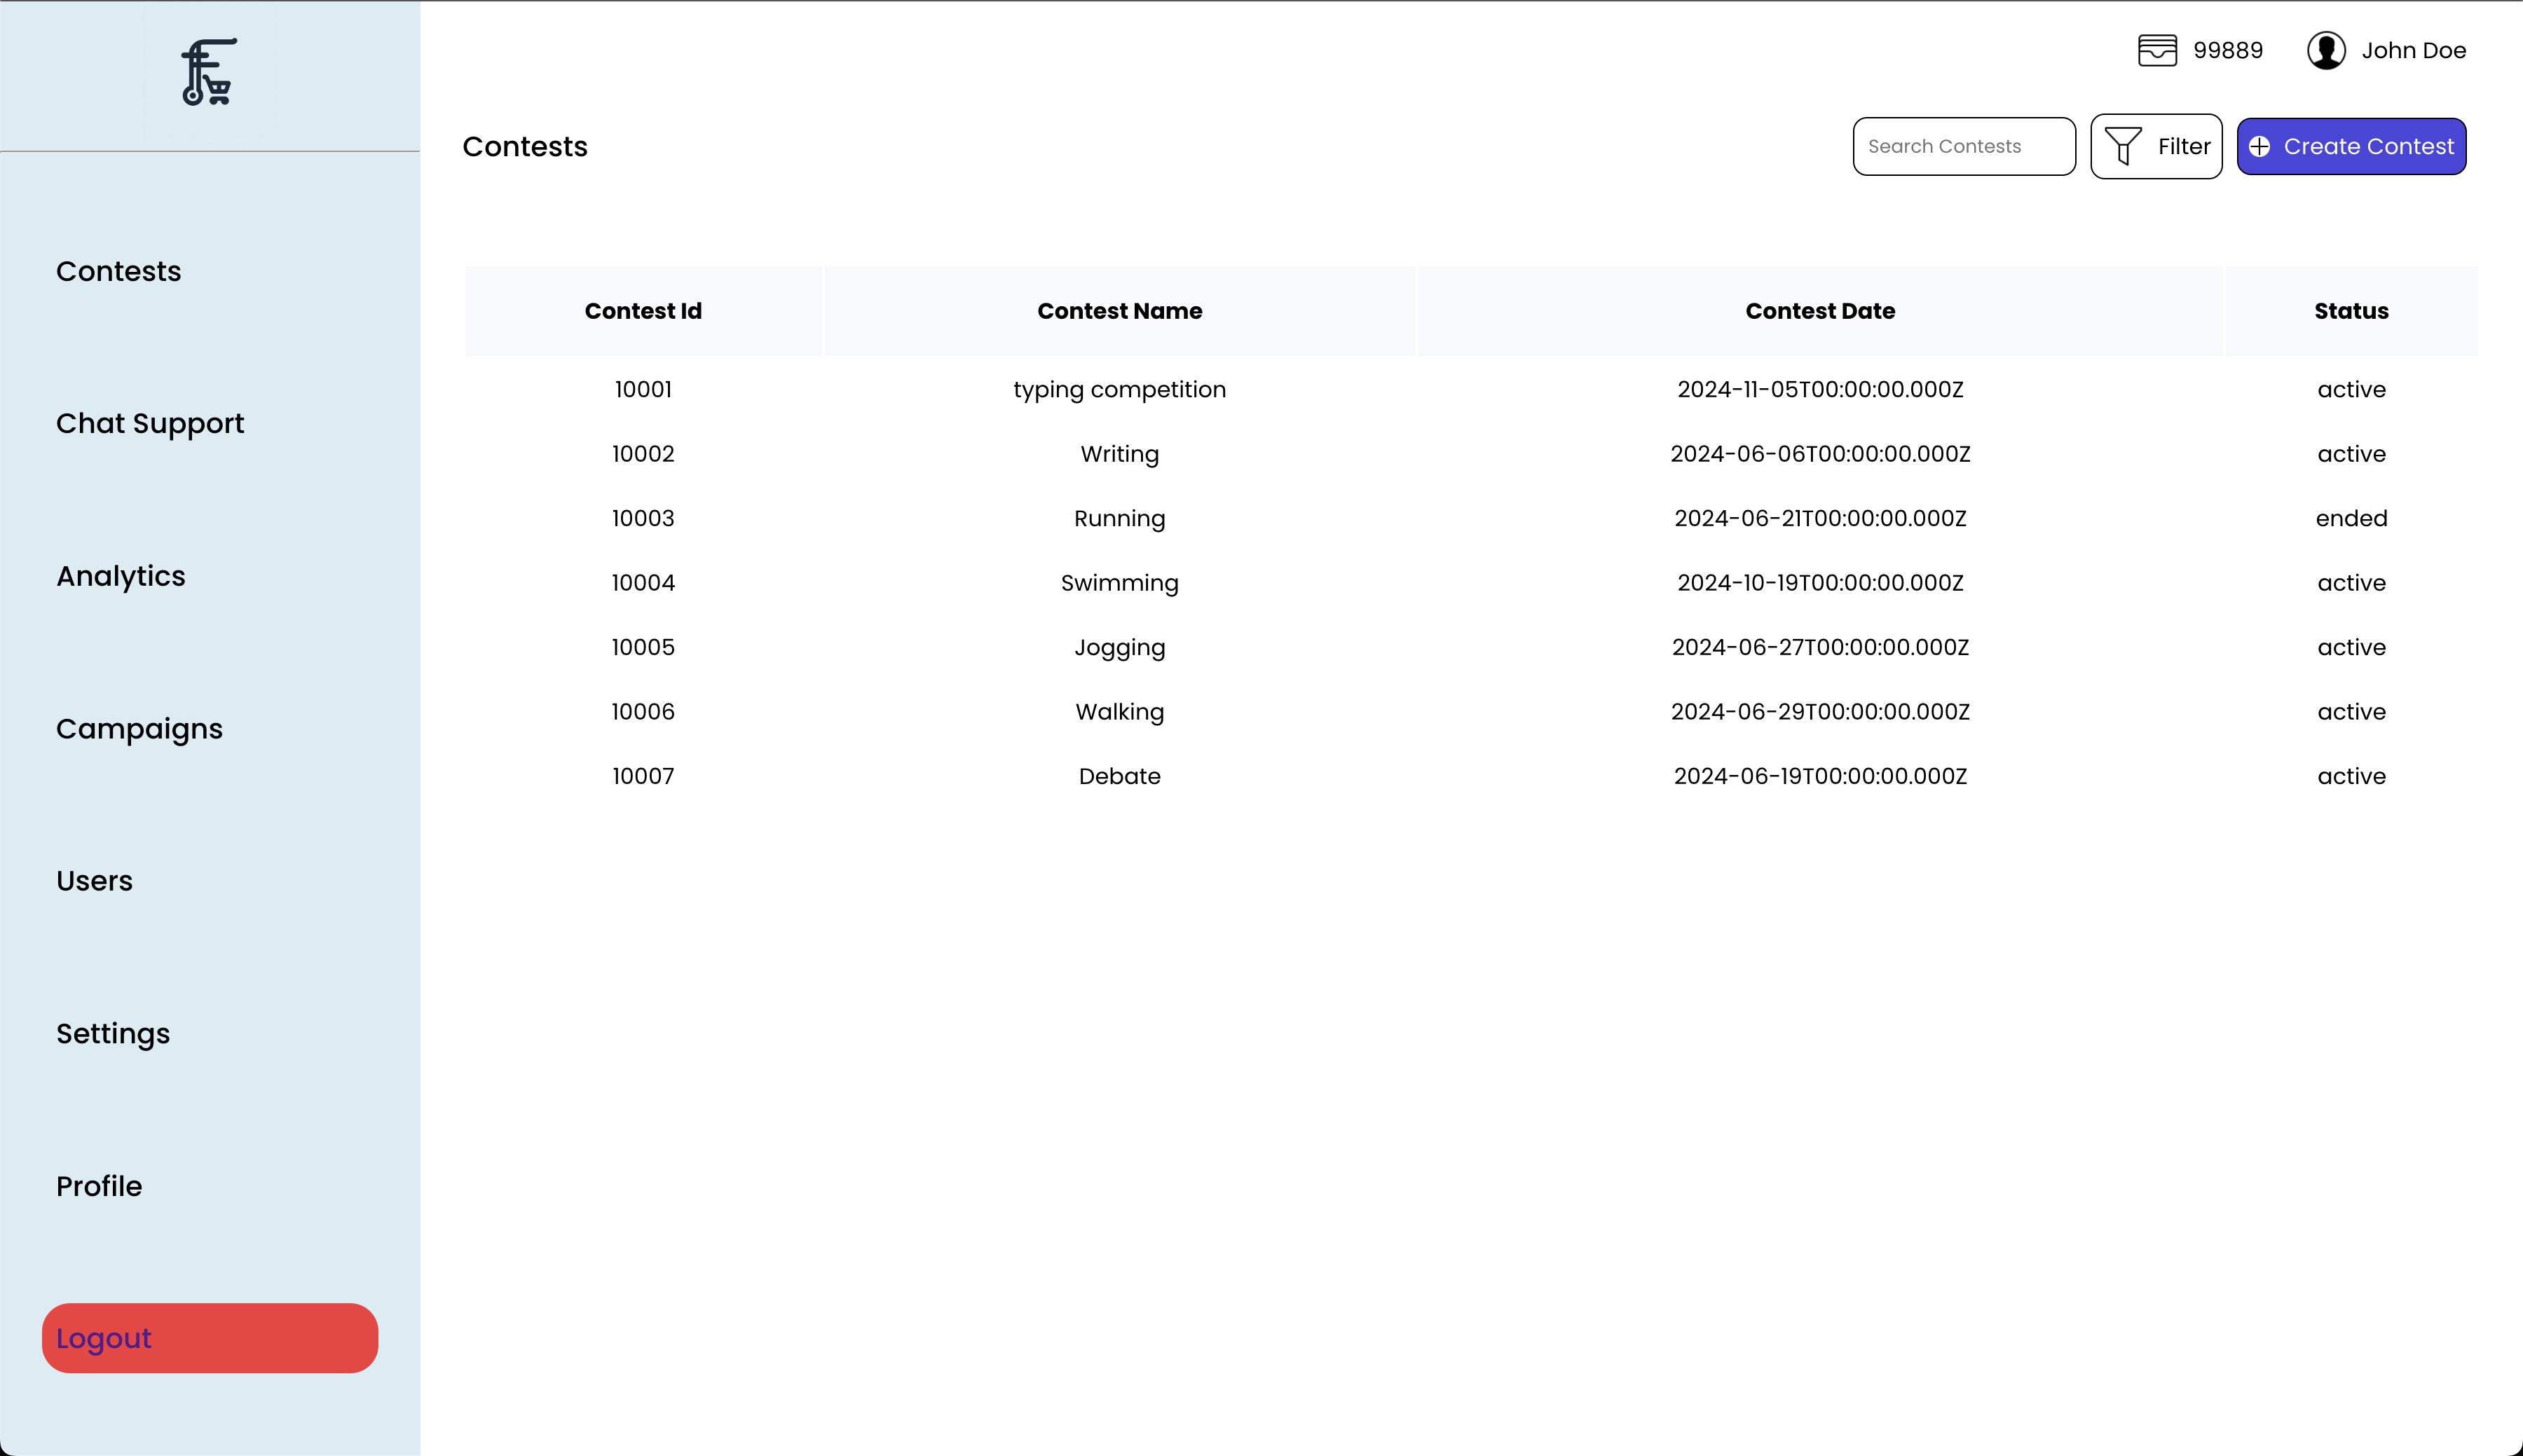 99889 John Doe
Contests
Search Contests Filter Create Contest
Contests
Chat Support
Analytics
Campaigns
Users
Settings
Profile
Logout
Contest Id Contest Name Contest Date Status
10001 typing competition 2024-11-05T00:00:00.000Z active
10002 Writing 2024-06-06T00:00:00.000Z active
10003 Running 2024-06-21T00:00:00.000Z ended
10004 Swimming 2024-10-19T00:00:00.000Z active
10005 Jogging 2024-06-27T00:00:00.000Z active
10006 Walking 2024-06-29T00:00:00.000Z active
10007 Debate 2024-06-19T00:00:00.000Z active